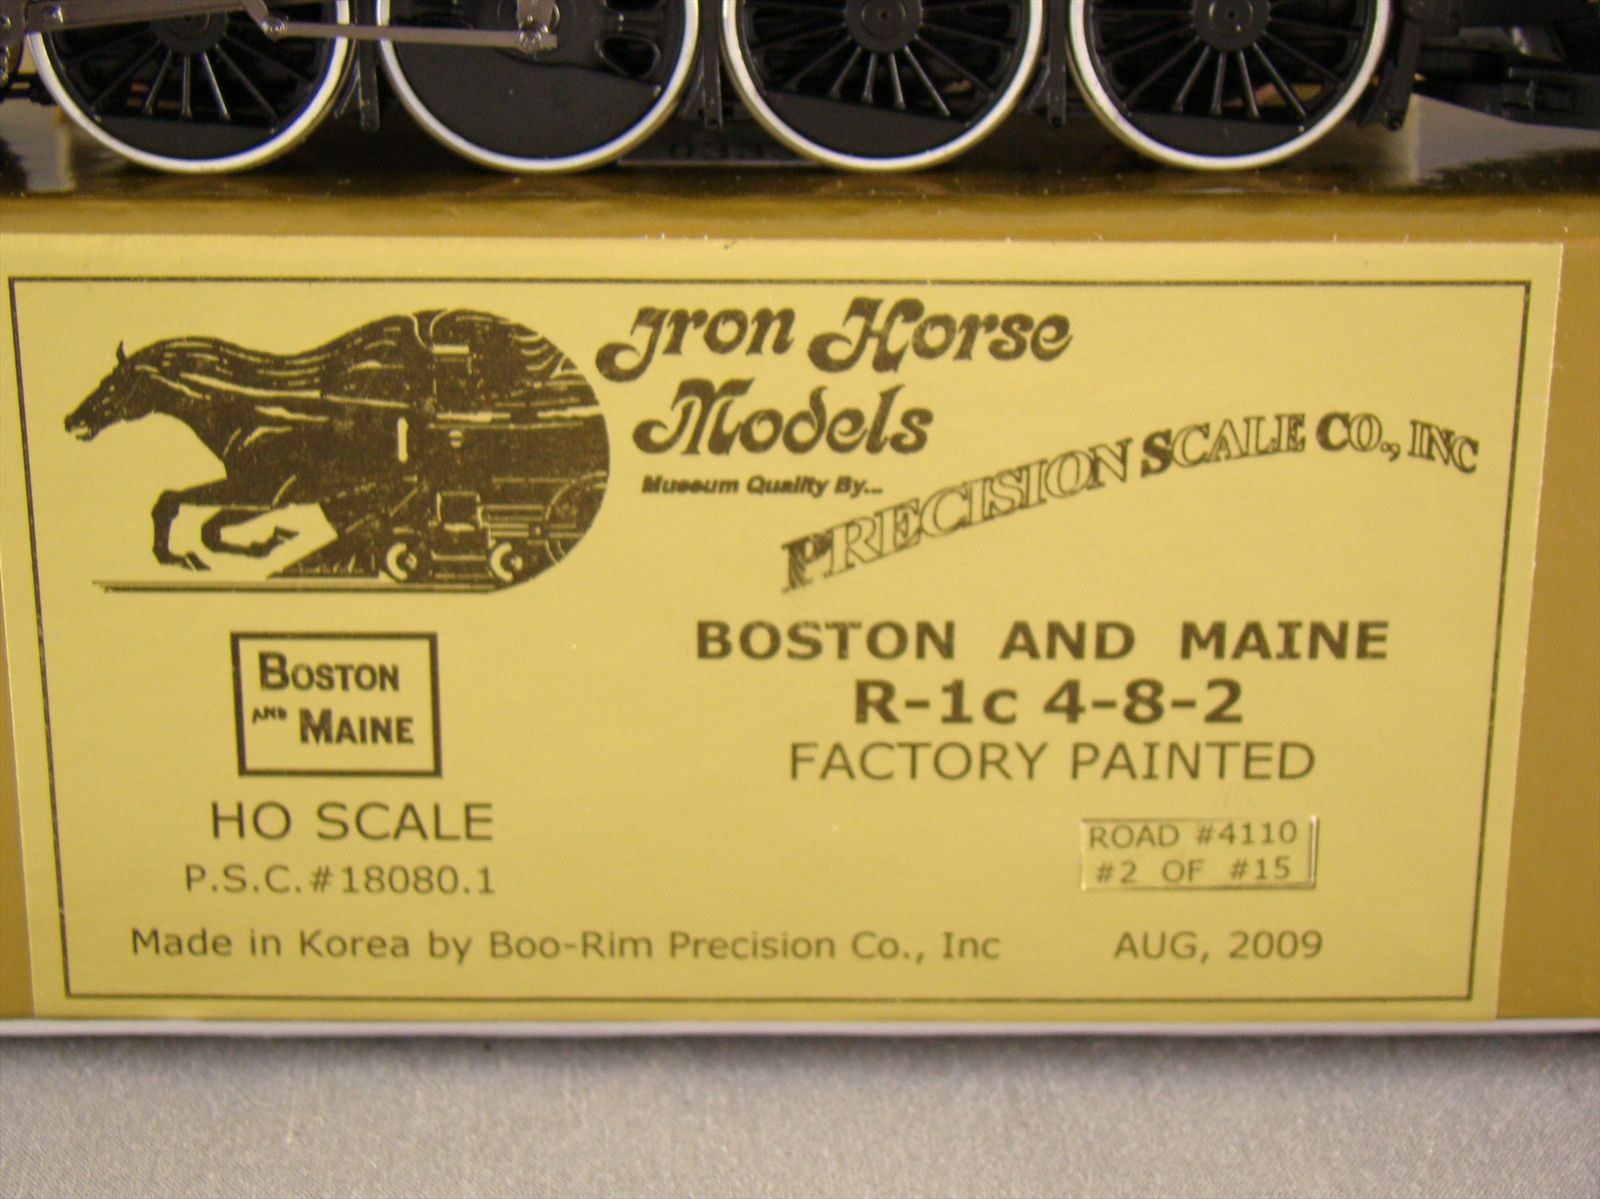 Iron Horse
Models
Museum Quality By...
PRECISION SCALE CO., INC
BOSTON
AND MAINE
HO SCALE
P.S.C.#18080.1
BOSTON AND MAINE
R-1c 4-8-2
FACTORY PAINTED
ROAD #4110
#2 OF #15
Made in Korea by Boo-Rim Precision Co., Inc
AUG, 2009